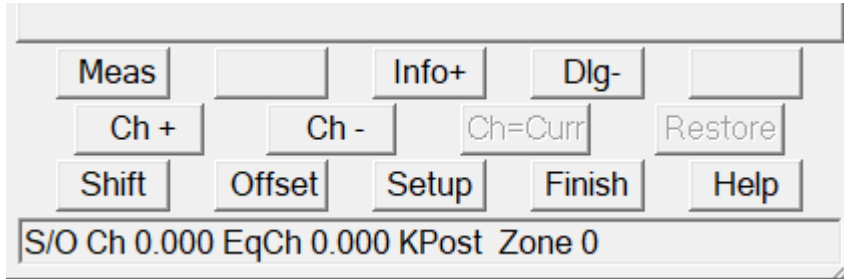 Meas Info+ Dlg-
Ch + Ch - Ch=Curr Restore
Shift Offset Setup Finish Help
S/O Ch 0.000 EqCh 0.000 KPost Zone 0